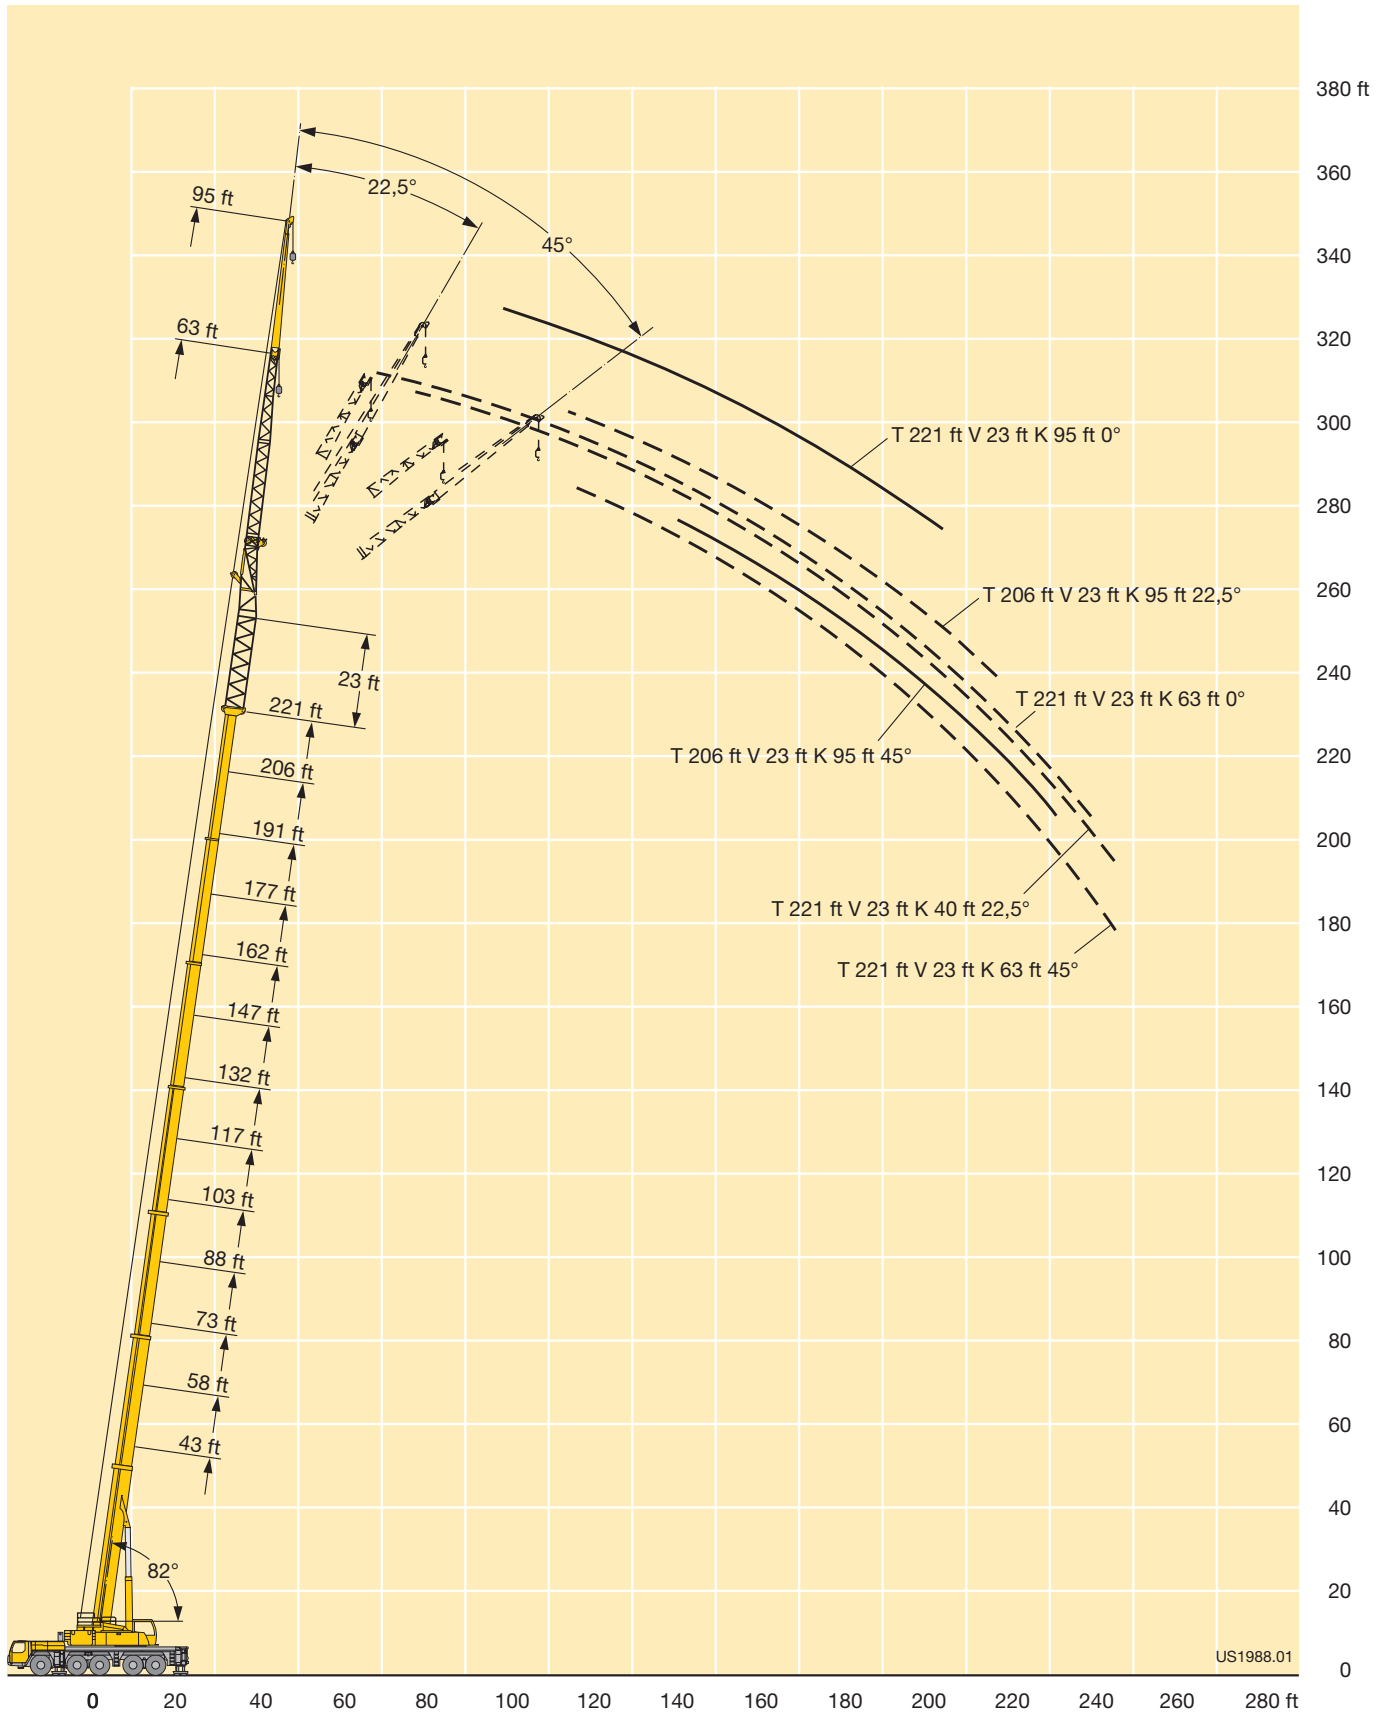 380 ft
360
22,5°
95 ft
45°
340
63 ft
320
T 221 ft V 23 ft K 95 ft 0°
300
280
T 206 ft V 23 ft K 95 ft 22,5°
260
23 ft
240
T 221 ft V 23 ft K 63 ft 0°
221 ft
T 206 ft V 23 ft K 95 ft 45°
220
206 ft
191 ft
200
177 ft
T 221 ft V 23 ft K 40 ft 22,5°
180
162 ft
T 221 ft V 23 ft K 63 ft 45°
147 ft
160
132 ft
140
117 ft
120
103 ft
88 ft
100
73 ft
80
58 ft
60
43 ft
40
82°
20
US1988.01
0
0 20 40 60 80 100 120 140 160 180 200 220 240 260 280 ft